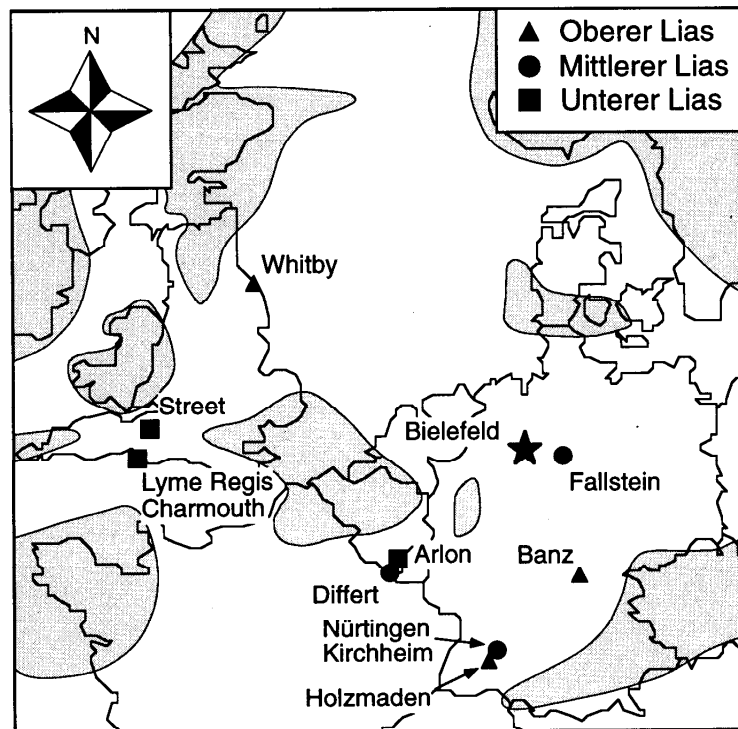 N
Oberer Lias
Mittlerer Lias
Unterer Lias
Whitby
Street
Bielefeld
Lyme Regis
Charmouth
Fallstein
Arlon
Banz
Differt
Nürtingen
Kirchheim
Holzmaden